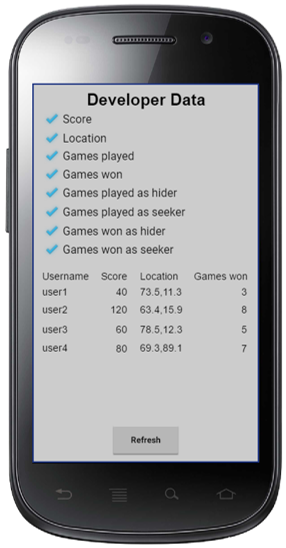 Developer Data
Score
Location
Games played
Games won
Games played as hider
Games played as seeker
Games won as hider
Games won as seeker
Username Score Location Games won
user1 40 73.5,11.3 3
user2 120 63.4,15.9 8
user3 60 78.5,12.3 5
user4 80 69.3,89.1 7
Refresh